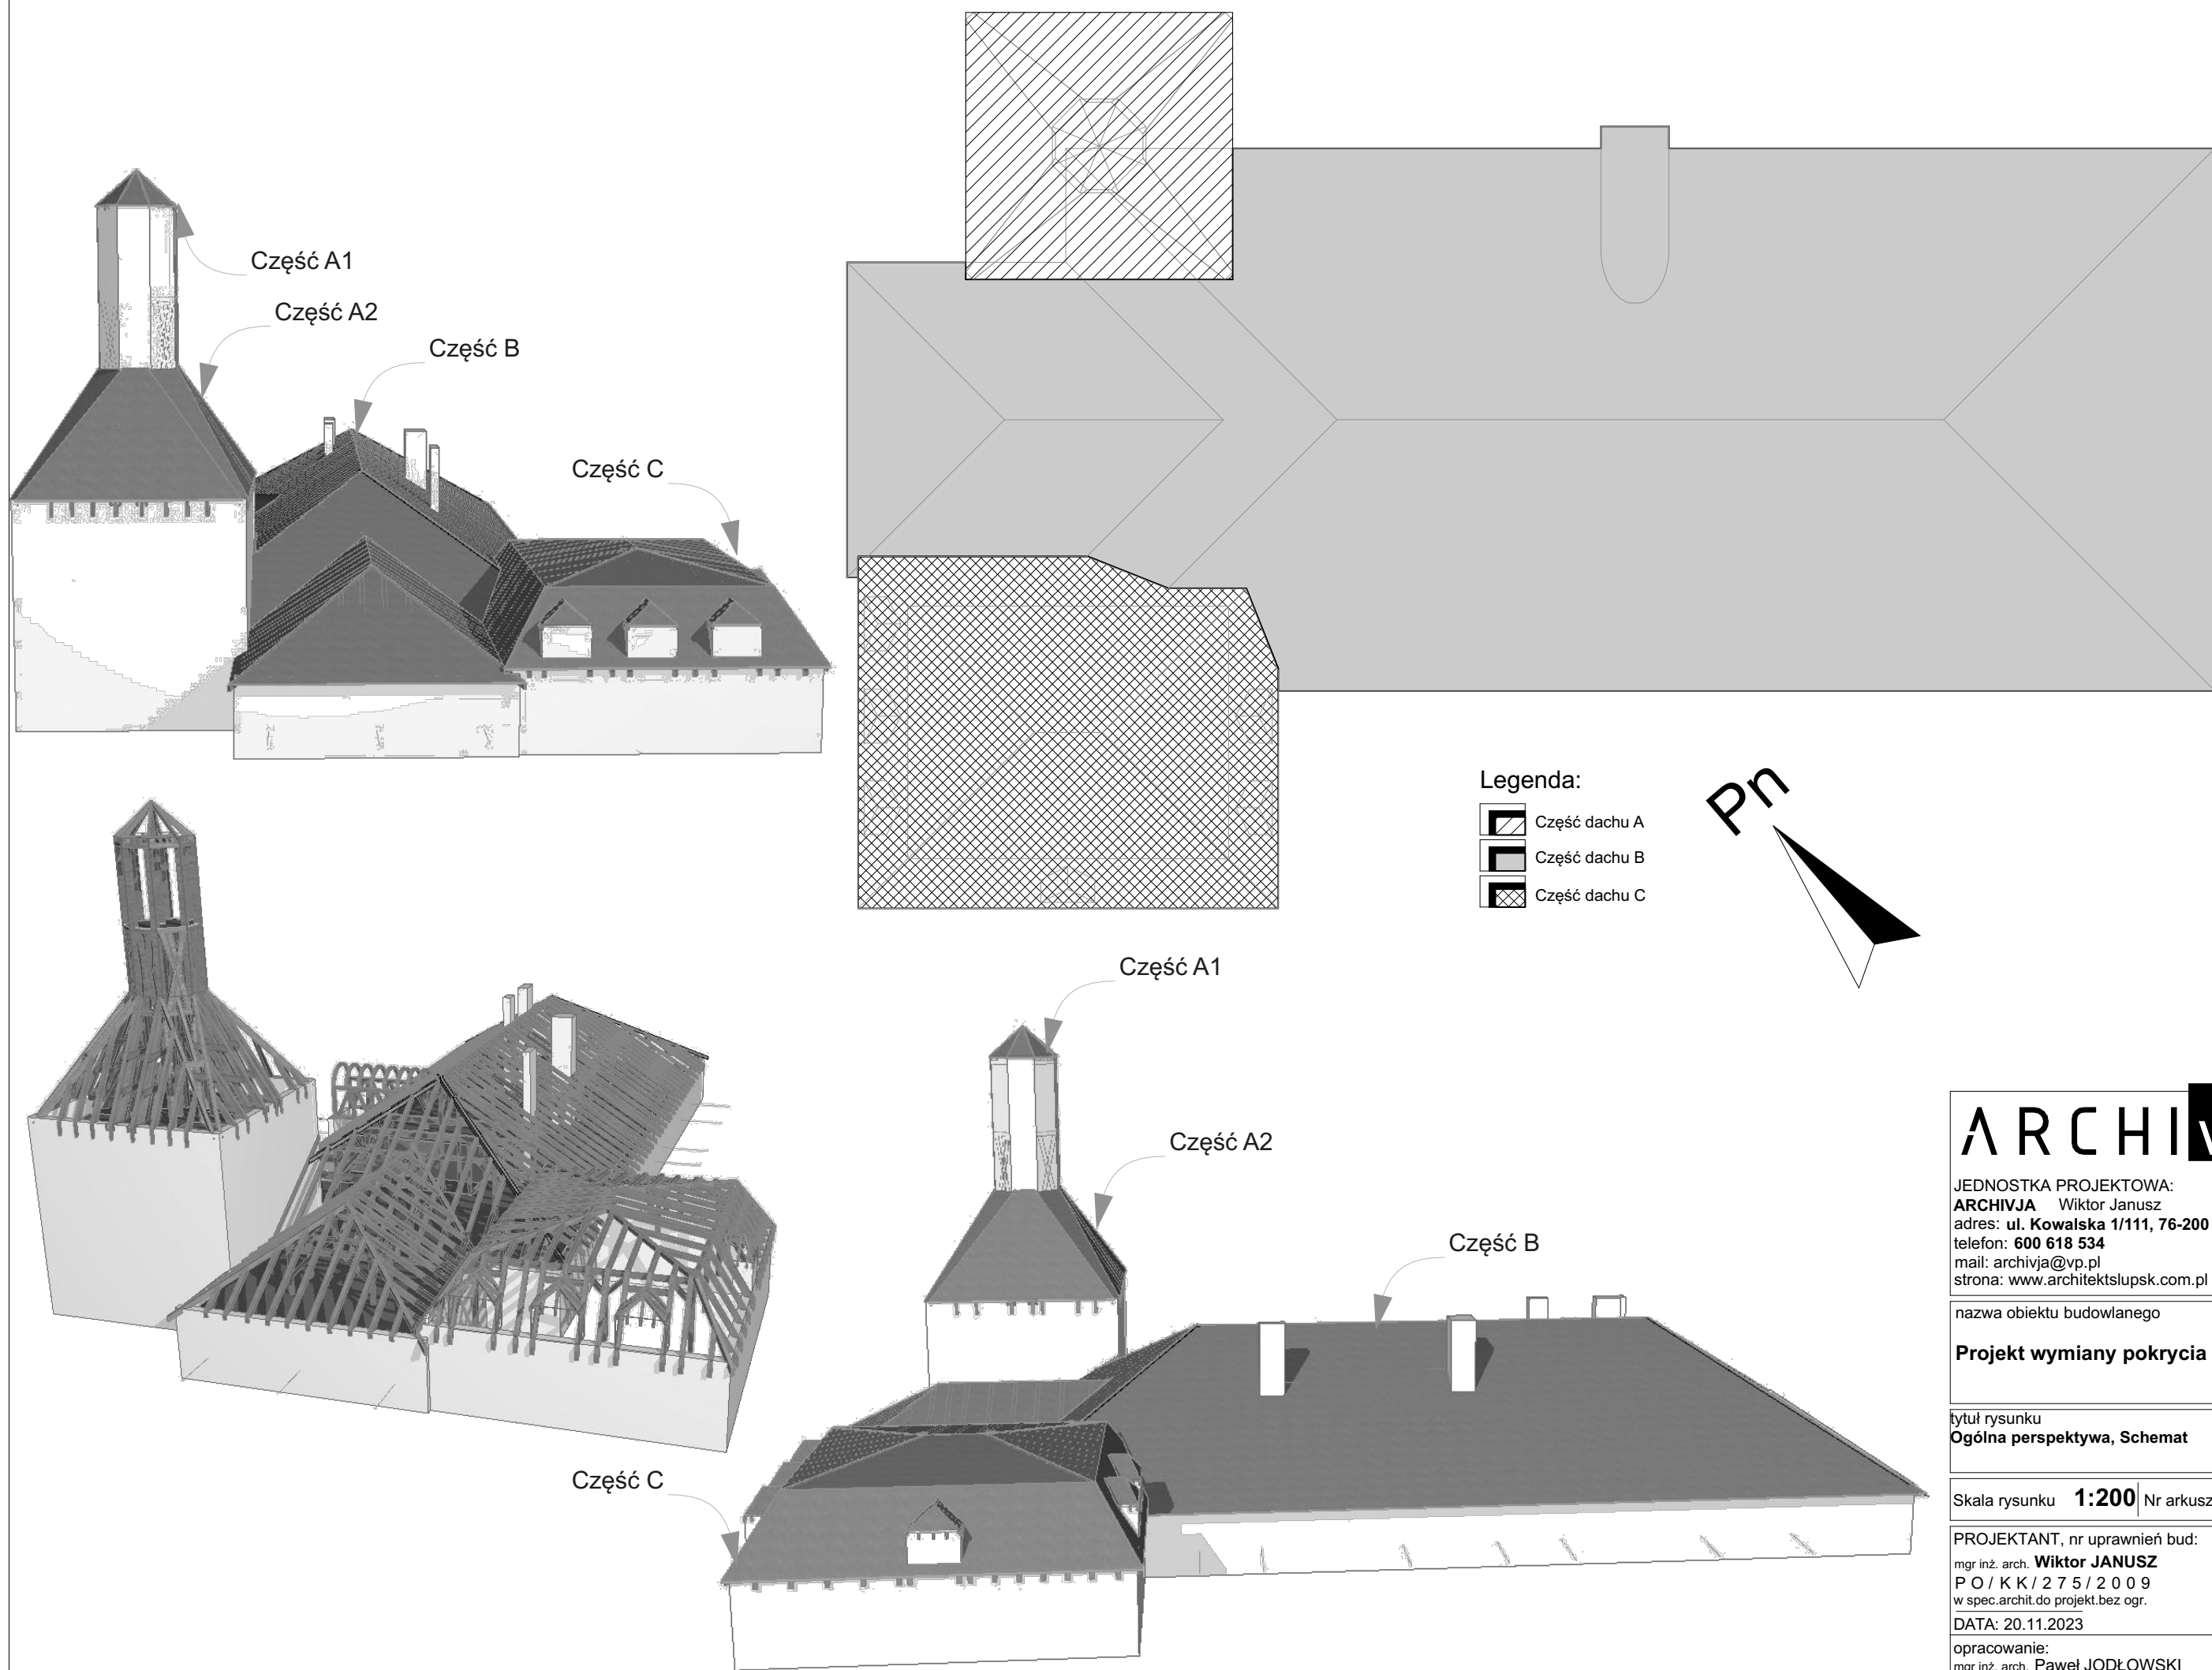 Część A1
Część A2
Część B
Część C
Legenda:
Część dachu A
Część dachu B
Część dachu C
Pn
Część A1
Część A2
Część B
Część C
ARCHI
JEDNOSTKA PROJEKTOWA:
ARCHIVJA Wiktor Janusz
adres: ul. Kowalska 1/111, 76-200
telefon: 600 618 534
mail: archivja@vp.pl
strona: www.architektslupsk.com.pl
nazwa obiektu budowlanego
Projekt wymiany pokrycia
tytuł rysunku
Ogólna perspektywa, Schemat
Skala rysunku 1:200 Nr arkusz
PROJEKTANT, nr uprawnień bud:
mgr inż. arch. Wiktor JANUSZ
PO/KK/275/2009
w spec.archit.do projekt.bez ogr.
DATA: 20.11.2023
opracowanie:
mgr inż. arch. Paweł JODŁOWSKI